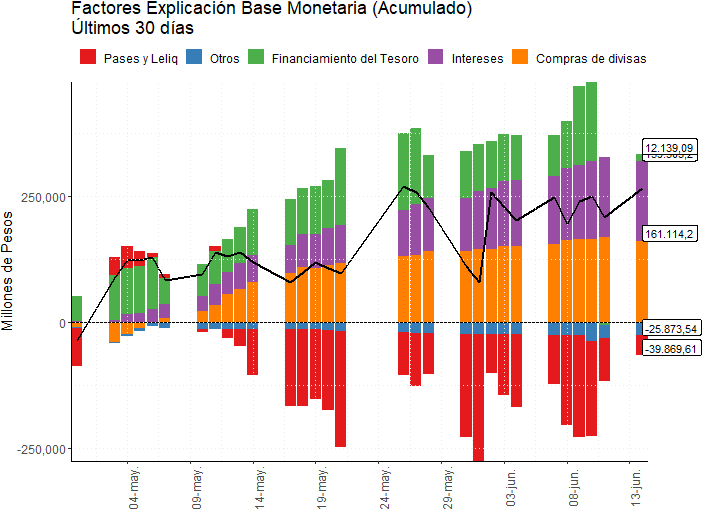 Factores Explicación Base Monetaria (Acumulado)
Últimos 30 días
Pases y Leliq
Otros
Financiamiento del Tesoro
Intereses
Compras de divisas
Millones de Pesos
250,000
0
-250,000
12.139,09
161.114,2
-25.873,54
-39.869,61
04-may.
09-may.
14-may.
19-may.
24-may.
29-may.
03-jun.
08-jun.
13-jun.